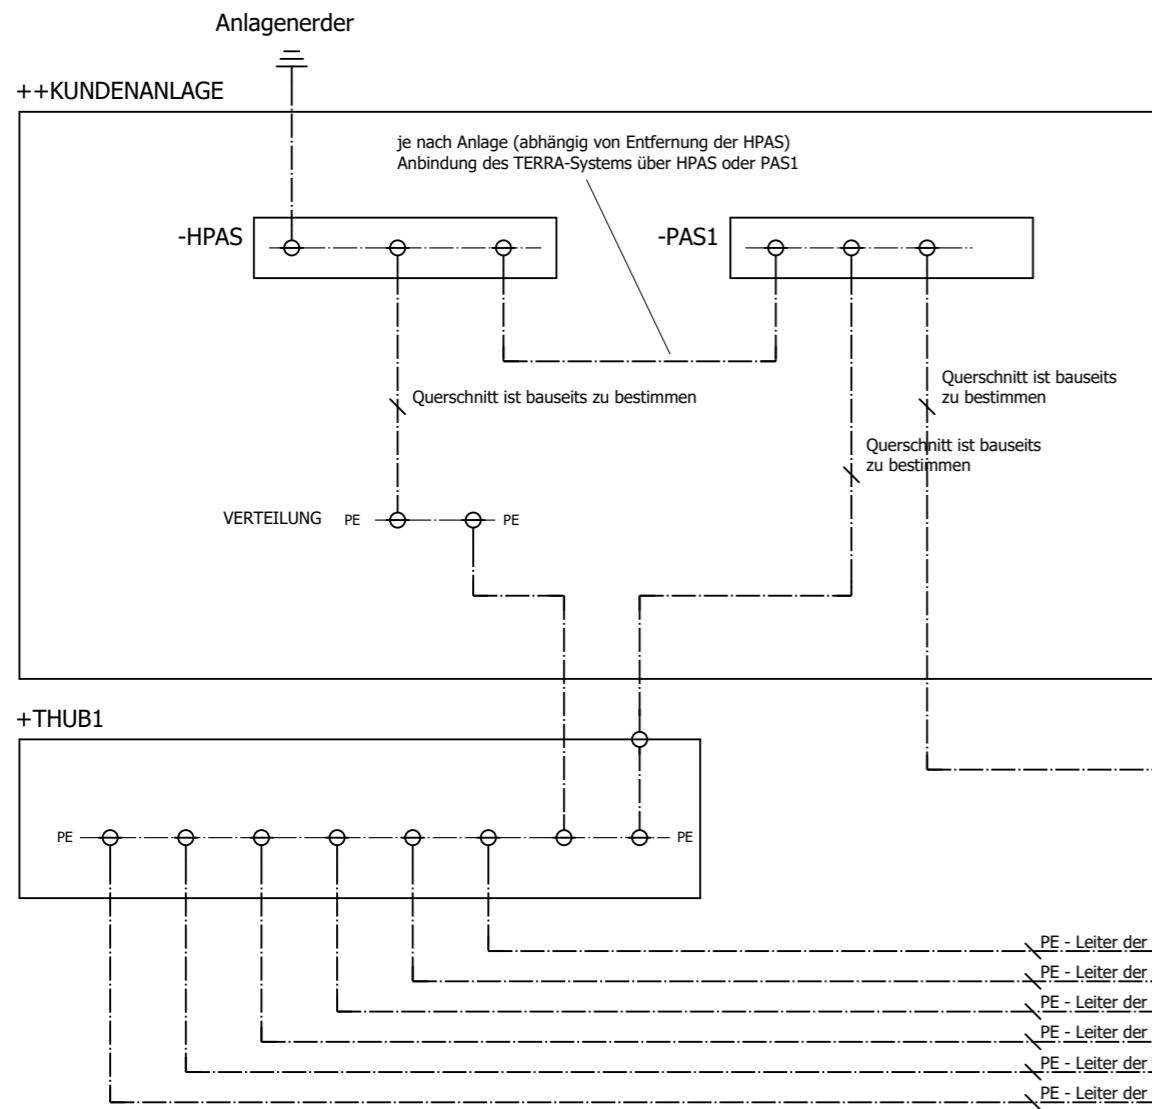 Anlagenerder
++KUNDENANLAGE
je nach Anlage (abhängig von Entfernung der HPAS)
Anbindung des TERRA-Systems über HPAS oder PAS1
-HPAS
-PAS1
Querschnitt ist bauseits
zu bestimmen
Querschnitt ist bauseits zu bestimmen
Querschnitt ist bauseits
zu bestimmen
VERTEILUNG PE PE
+THUB1
PE PE
PE - Leiter der
PE - Leiter der
PE - Leiter der
PE - Leiter der
PE - Leiter der
PE - Leiter der